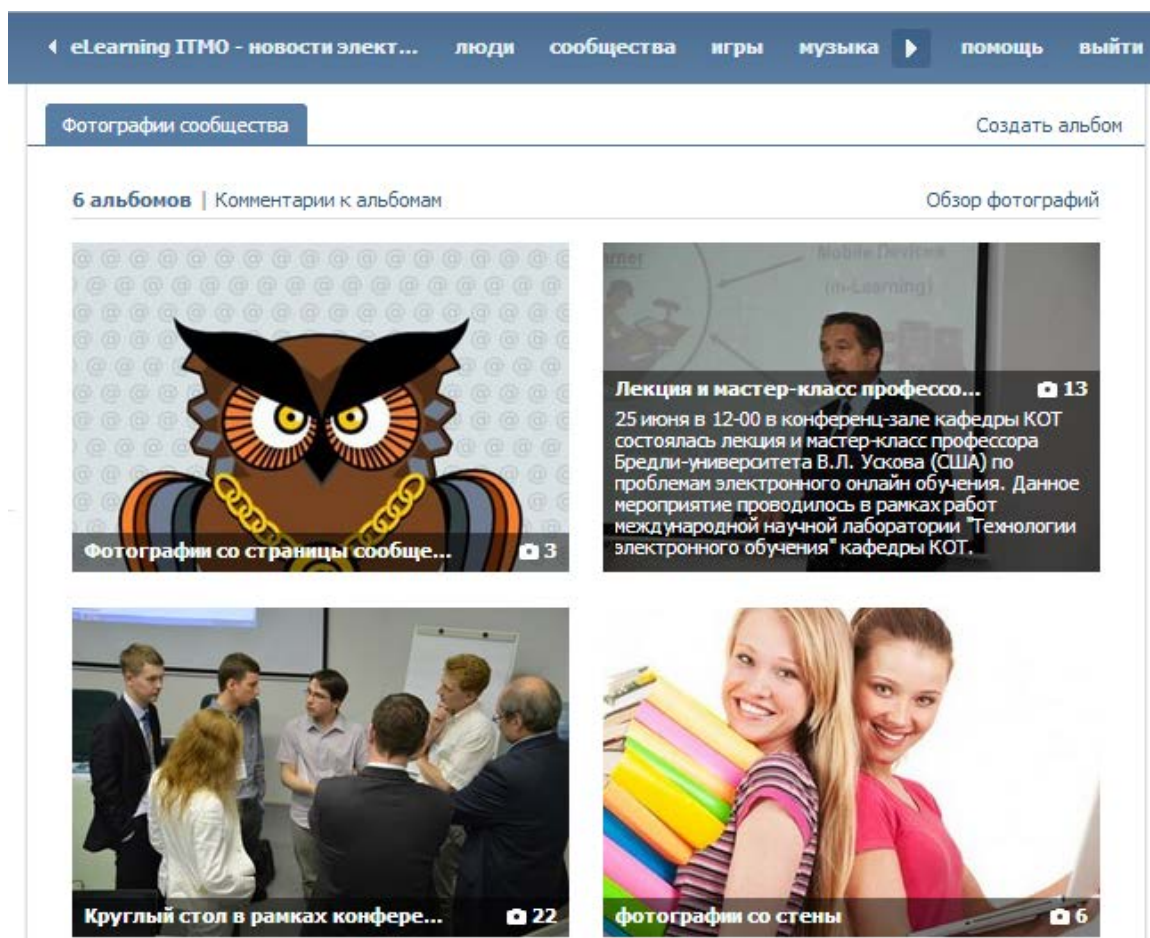 eLearning ITMO - новости элект... люди сообщества игры музыка помощь выйти
Фотографии сообщества Создать альбом
6 альбомов | Комментарии к альбомам Обзор фотографий
Mobile Devices
(in-Learning)
Лекция и мастер-класс профессо... 13
25 июня в 12-00 в конференц-зале кафедры КОТ
состоялась лекция и мастер-класс профессора
Бредли-университета В.Л. Ускова (США) по
проблемам электронного онлайн обучения. Данное
мероприятие проводилось в рамках работ
международной научной лаборатории "Технологии
электронного обучения" кафедры КОТ.
Фотографии со страницы сообще... 3
Круглый стол в рамках конфере... 22
фотографии со стены 6